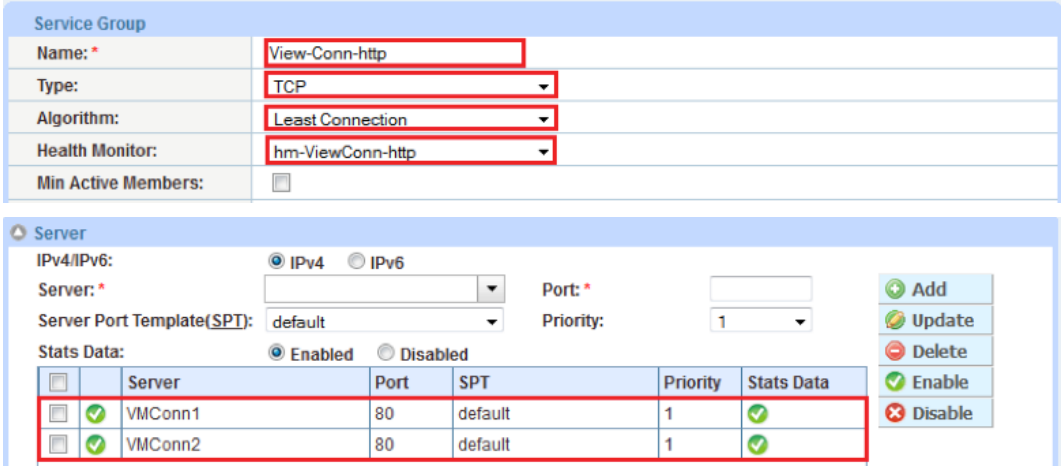 Service Group
Name: * View-Conn-http
Type: TCP
Algorithm: Least Connection
Health Monitor: hm-ViewConn-http
Min Active Members:
Server
IPv4/IPv6: IPv4 IPv6
Server: * Port: * Add
Server Port Template(SPT): default Priority: 1 Update
Stats Data: Enabled Disabled Delete
Server Port SPT Priority Stats Data Enable
VMConn1 80 default 1 Disable
VMConn2 80 default 1